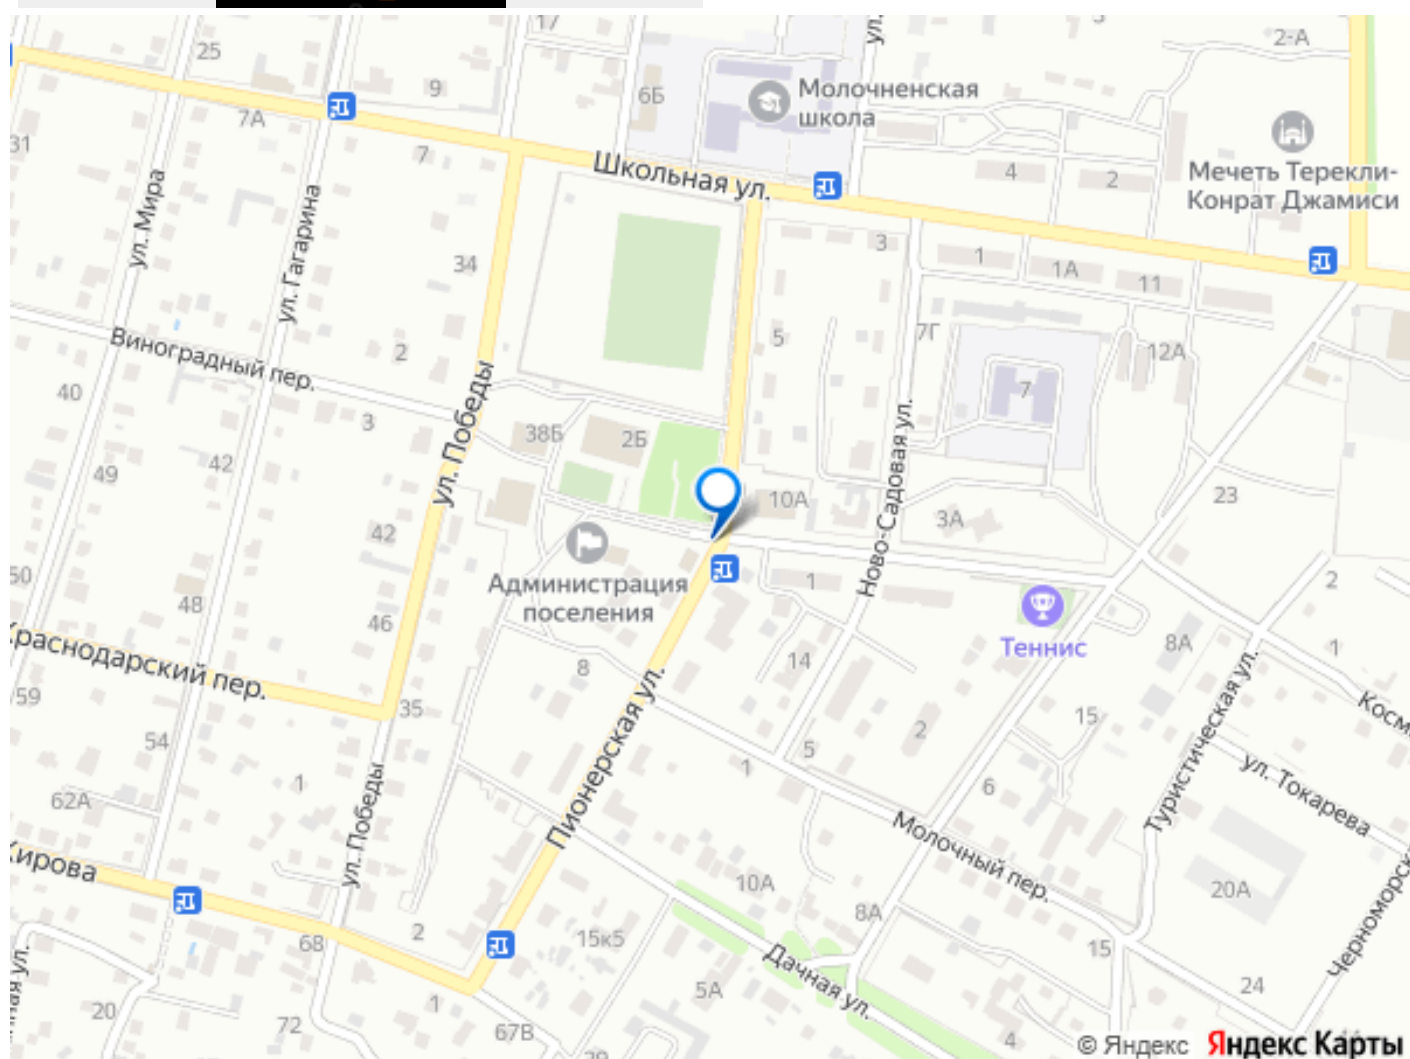 17
2-А
25
9
6Б
Молочненская
школа
7А
31
7
Школьная ул.
4
2
Мечеть Терекли-
Конрат Джамиси
ул. Мира
ул. Гагарина
34
3
1
1А
11
Виноградный пер.
2
5
7Г
12А
40
3
ул. Победы
38Б
2Б
7
49
42
Ново-Садовая ул.
10А
23
3А
42
50
Администрация
поселения
1
2
48
46
Теннис
Краснодарский пер.
8
14
8А
1
59
35
Пионерская ул.
2
15
Туристическая ул.
54
5
1
6
ул. Токарева
62А
1
ул. Победы
Молочный пер.
Кирова
10А
8А
20А
Черноморск
2
68
15к5
15
Дачная ул.
24
20
1
5А
72
67В
4
© Яндекс Яндекс Карты